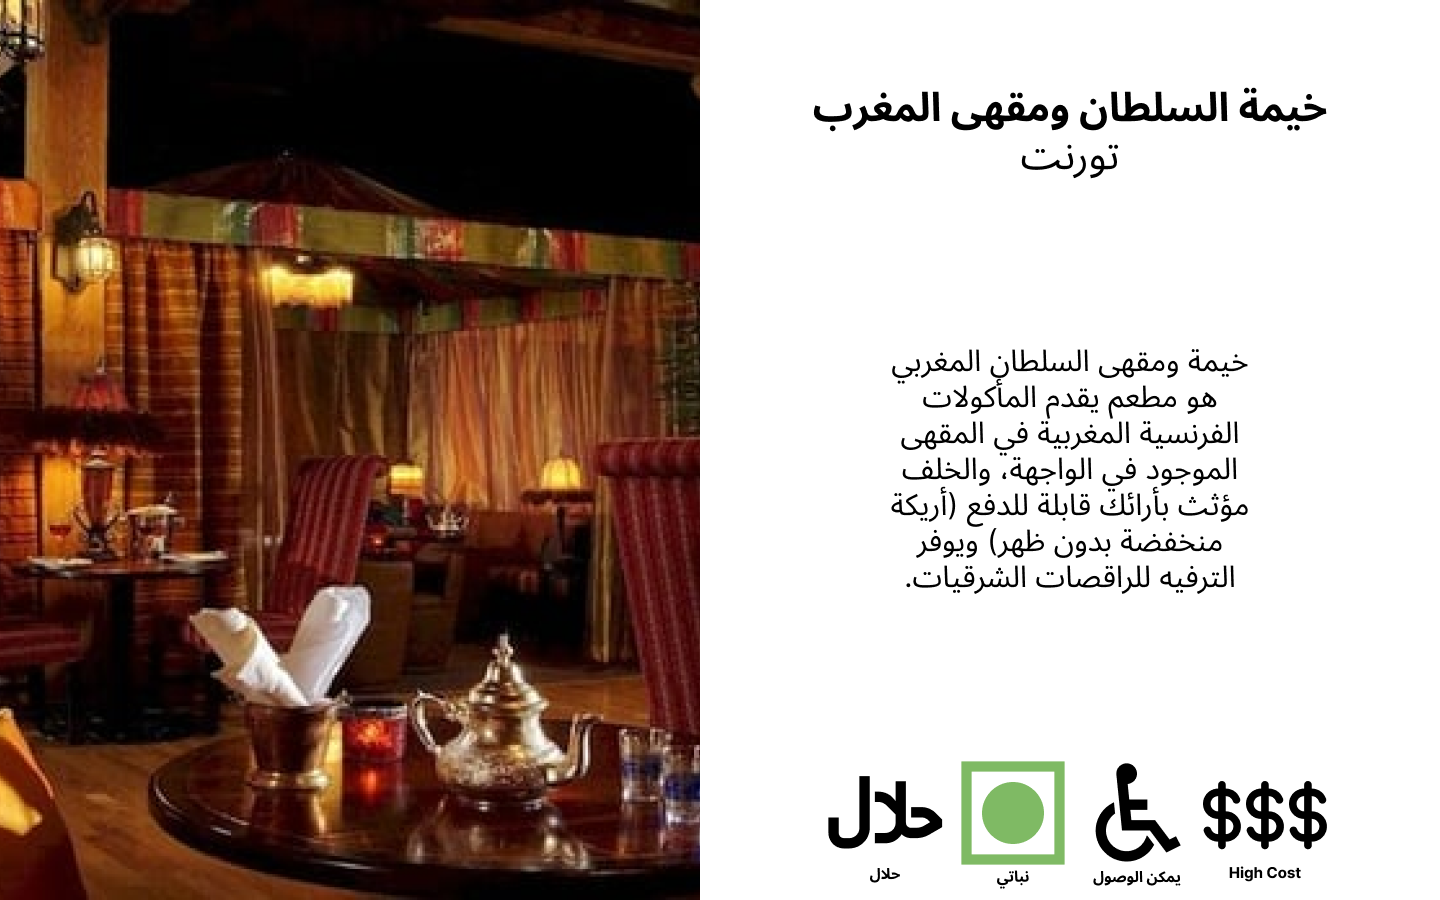 خيمة السلطان ومقهى المغرب
تورنت
خيمة ومقهى السلطان المغربي
هو مطعم يقدم المأكولات
الفرنسية المغربية في المقهى
الموجود في الواجهة، والخلف
مؤثث بأرائك قابلة للدفع (أريكة
منخفضة بدون ظهر) ويوفر
الترفيه للراقصات الشرقيات.
$$$
حلال
High Cost
يمكن الوصول
نباتي
حلال